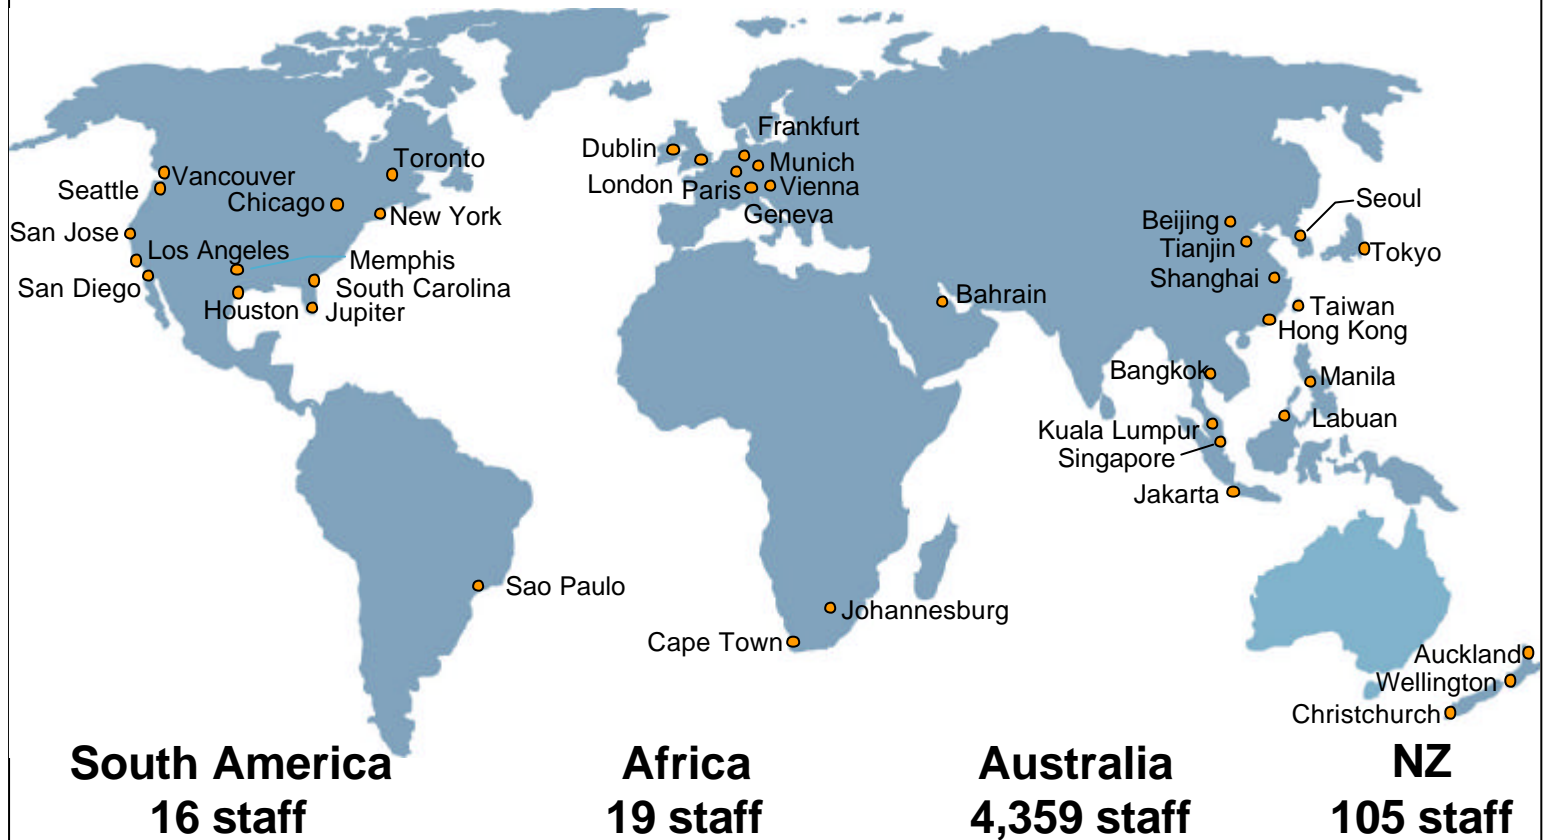 Frankfurt
Dublin
Munich
London
Paris
Vienna
Geneva
Toronto
Vancouver
Seattle
Chicago
New York
San Jose
Los Angeles
Memphis
San Diego
South Carolina
Houston
Jupiter
Seoul
Beijing
Tianjin
Tokyo
Shanghai
Bahrain
Taiwan
Hong Kong
Bangkok
Manila
Labuan
Kuala Lumpur
Singapore
Jakarta
Sao Paulo
Johannesburg
Cape Town
Auckland
Wellington
Christchurch
South America
16 staff
Africa
19 staff
Australia
4,359 staff
NZ
105 staff